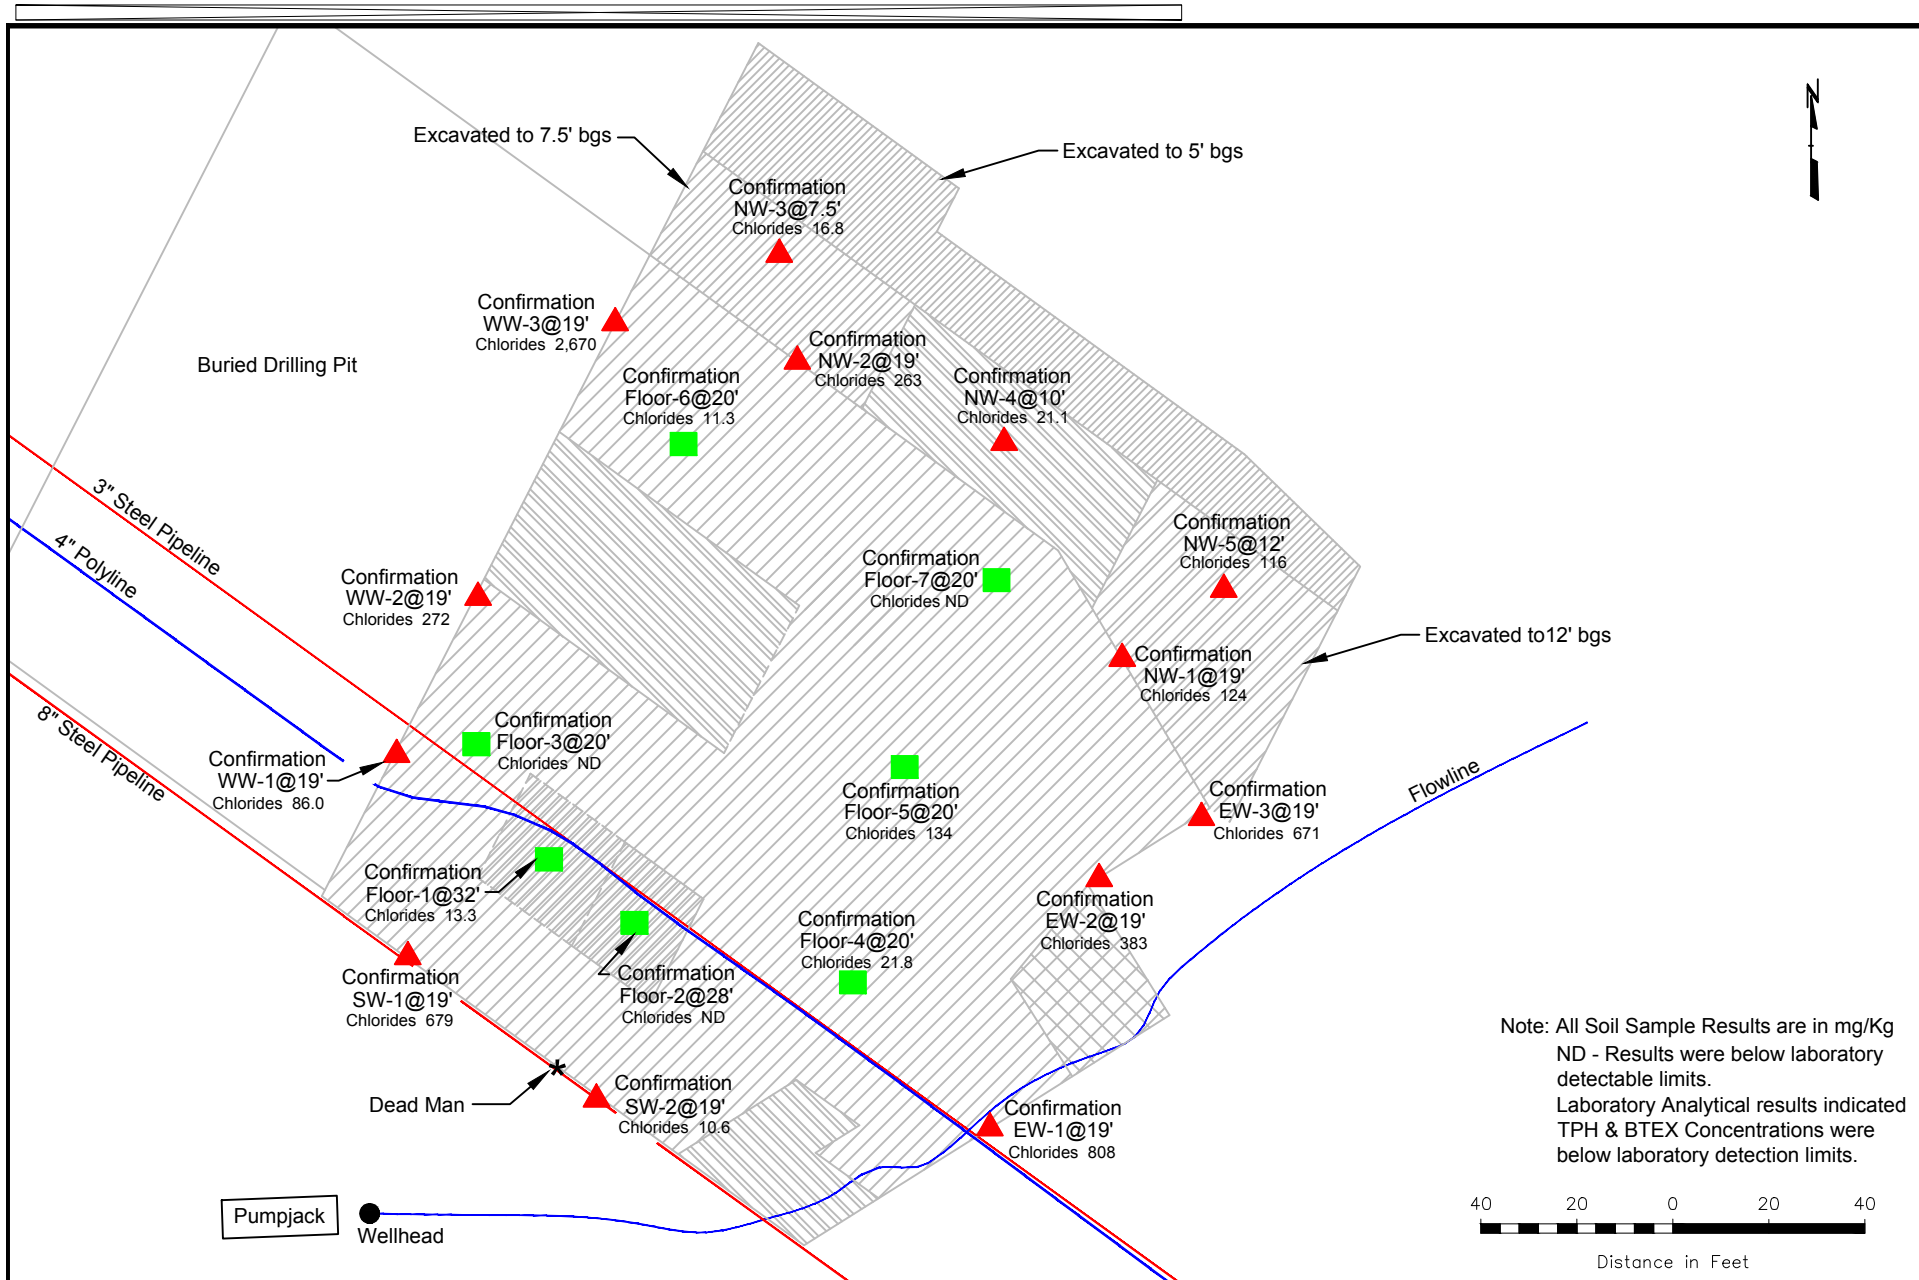 N
Excavated to 7.5' bgs
Excavated to 5' bgs
Confirmation
NW-3@7.5'
Chlorides 16.8
Confirmation
WW-3@19'
Chlorides 2,670
Buried Drilling Pit
Confirmation
NW-2@19'
Chlorides 263
Confirmation
Floor-6@20'
Chlorides 11.3
Confirmation
NW-4@10'
Chlorides 21.1
3" Steel Pipeline
4" Polyline
8" Steel Pipeline
Confirmation
NW-5@12'
Chlorides 116
Confirmation
Floor-7@20'
Chlorides ND
Confirmation
WW-2@19'
Chlorides 272
Excavated to12' bgs
Confirmation
NW-1@19'
Chlorides 124
Confirmation
Floor-3@20'
Chlorides ND
Confirmation
WW-1@19'
Chlorides 86.0
Confirmation
Floor-5@20'
Chlorides 134
Confirmation
EW-3@19'
Chlorides 671
Flowline
Confirmation
Floor-1@32'
Chlorides 13.3
Confirmation
EW-2@19'
Chlorides 383
Confirmation
Floor-4@20'
Chlorides 21.8
Confirmation
SW-1@19'
Chlorides 679
Confirmation
Floor-2@28'
Chlorides ND
Dead Man
*
Confirmation
SW-2@19'
Chlorides 10.6
Confirmation
EW-1@19'
Chlorides 808
Pumpjack
Wellhead
Note: All Soil Sample Results are in mg/Kg
ND - Results were below laboratory
detectable limits.
Laboratory Analytical results indicated
TPH & BTEX Concentrations were
below laboratory detection limits.
40 20 0 20 40
Distance in Feet